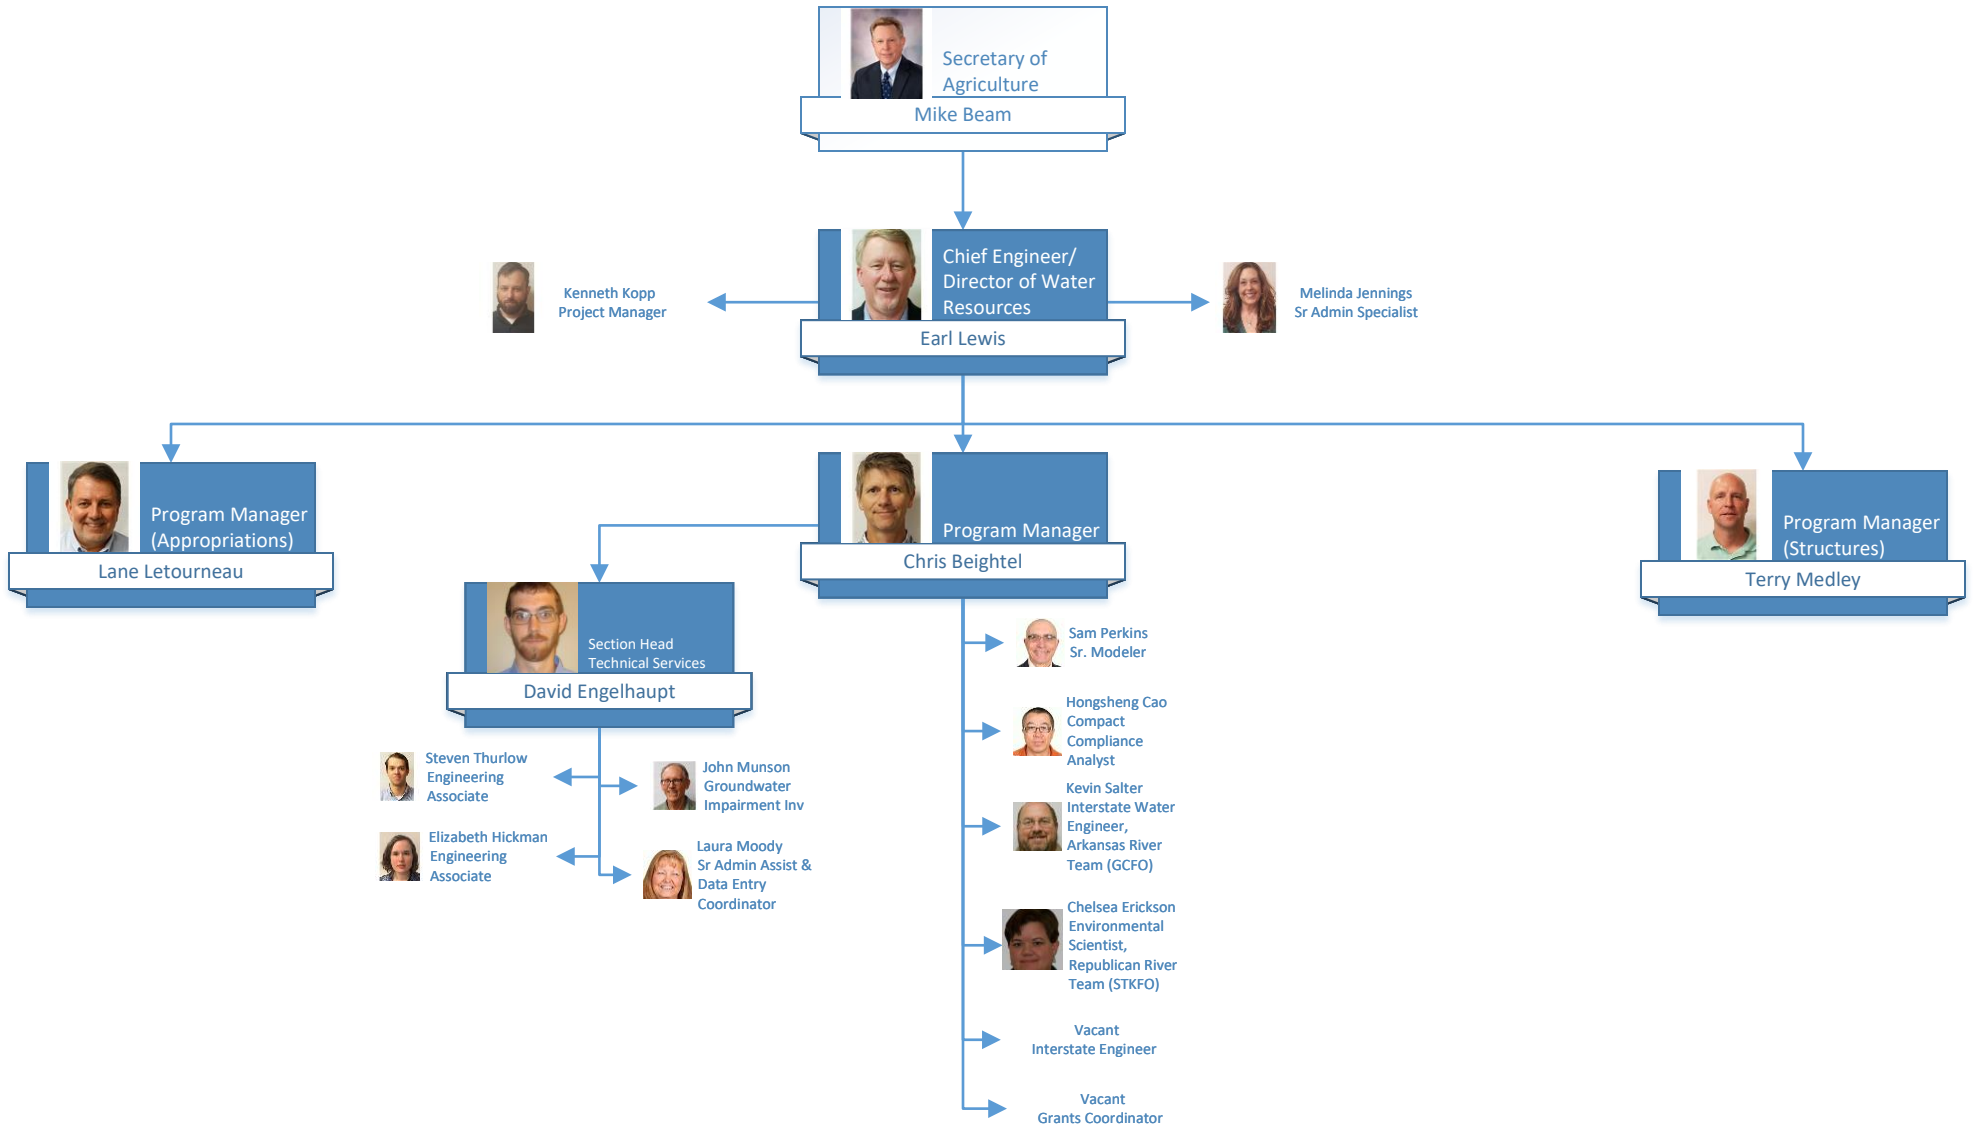 Secretary of
Agriculture
Mike Beam
Chief Engineer/
Director of Water
Resources
Earl Lewis
Kenneth Kopp
Project Manager
Melinda Jennings
Sr Admin Specialist
Program Manager
(Appropriations)
Lane Letourneau
Program Manager
Chris Beightel
Program Manager
(Structures)
Terry Medley
Section Head
Technical Services
David Engelhaupt
Steven Thurlow
Engineering
Associate
John Munson
Groundwater
Impairment Inv
Elizabeth Hickman
Engineering
Associate
Laura Moody
Sr Admin Assist &
Data Entry
Coordinator
Sam Perkins
Sr. Modeler
Hongsheng Cao
Compact
Compliance
Analyst
Kevin Salter
Interstate Water
Engineer,
Arkansas River
Team (GCFO)
Chelsea Erickson
Environmental
Scientist,
Republican River
Team (STKFO)
Vacant
Interstate Engineer
Vacant
Grants Coordinator